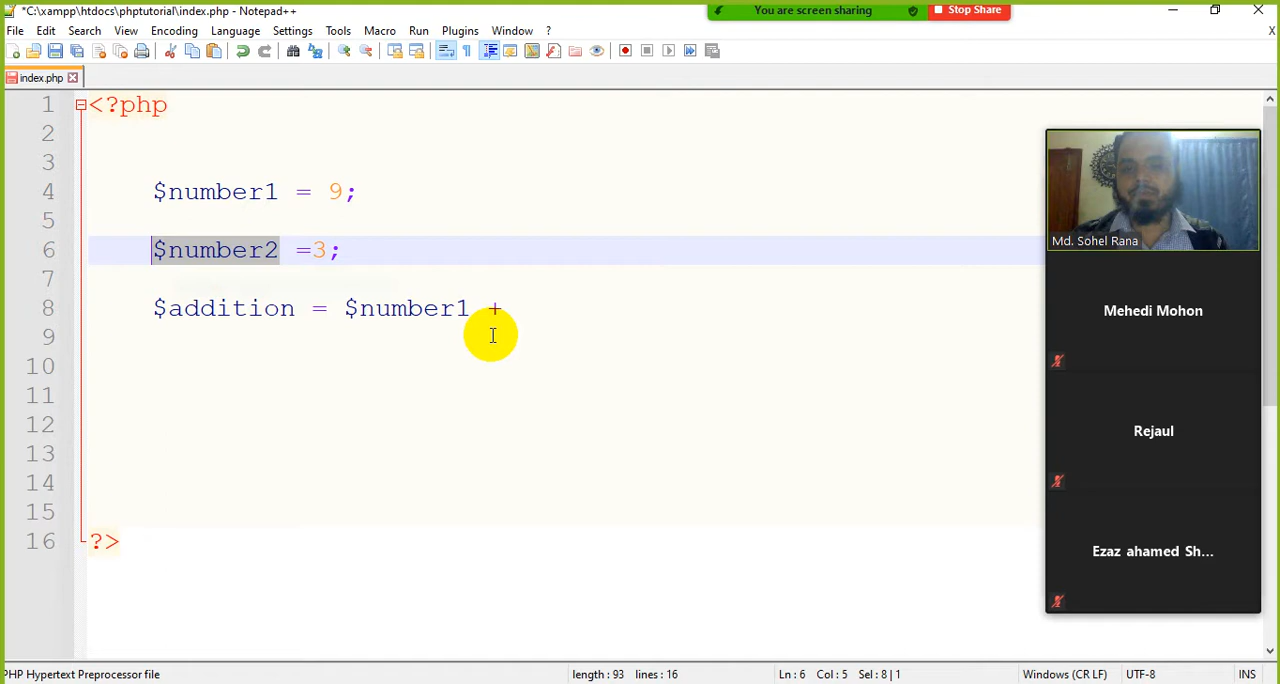 *C:\xampp\htdocs\phptutorial\index.php - Notepad++
You are screen sharing
Stop Share
File Edit Search View Encoding Language Settings Tools Macro Run Plugins Window ?
X
index.php
1 <?php
2
3
4 $number1 = 9;
5
6 $number2 =3;
7
8 $addition = $number1 +
9
10
11
12
13
14
15
16 ?>
Md. Sohel Rana
Mehedi Mohon
Rejaul
Ezaz ahamed Sh...
PHP Hypertext Preprocessor file length : 93 lines : 16 Ln : 6 Col : 5 Sel : 8 | 1 Windows (CR LF) UTF-8 INS